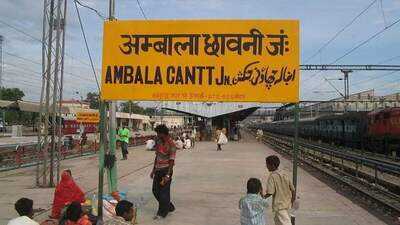 अम्बाला छावनी जं:
AMBALA CANTT JN. انبالہ چھاؤنی جنکشن